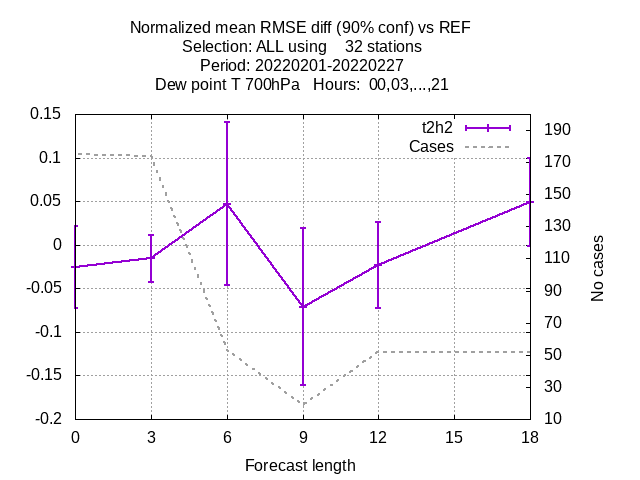 Normalized mean RMSE diff (90% conf) vs REF
Selection: ALL using    32 stations
Period: 20220201-20220227
Dew point T 700hPa   Hours:  00,03,...,21
t2h2
Cases
0.15
0.1
0.05
0
-0.05
-0.1
-0.15
-0.2
190
170
150
130
110
90
70
50
30
10
No cases
0 3 6 9 12 15 18
Forecast length